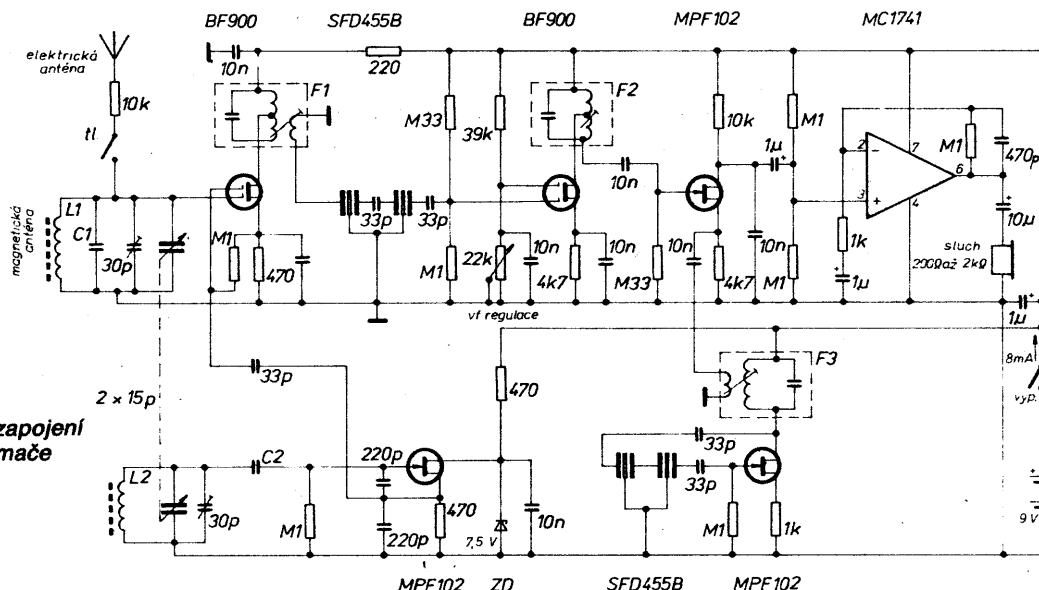 BF900 SFD455B BF900 MPF102 MC1741
elektrická
anténa
10n
220
10k
F1
F2
tl
M33
39k
10k
M1
M1
470p
10n
1μ
2
7
6
3
4
magnetická
anténa
L1
C1
30p
33p
33p
1k
10μ
sluch
200Ω až 2kΩ
M1
470
M1
22k
10n
4k7
10n
M33
10n
4k7
10n
M1
1μ
1μ
vf regulace
33p
2 × 15p
470
F3
8mA
vyp.
zapojení
mače
33p
L2
C2
220p
33p
30p
M1
220p
470
7,5 V
10n
M1
1k
9 V
MPF102 ZD SFD455B MPF102